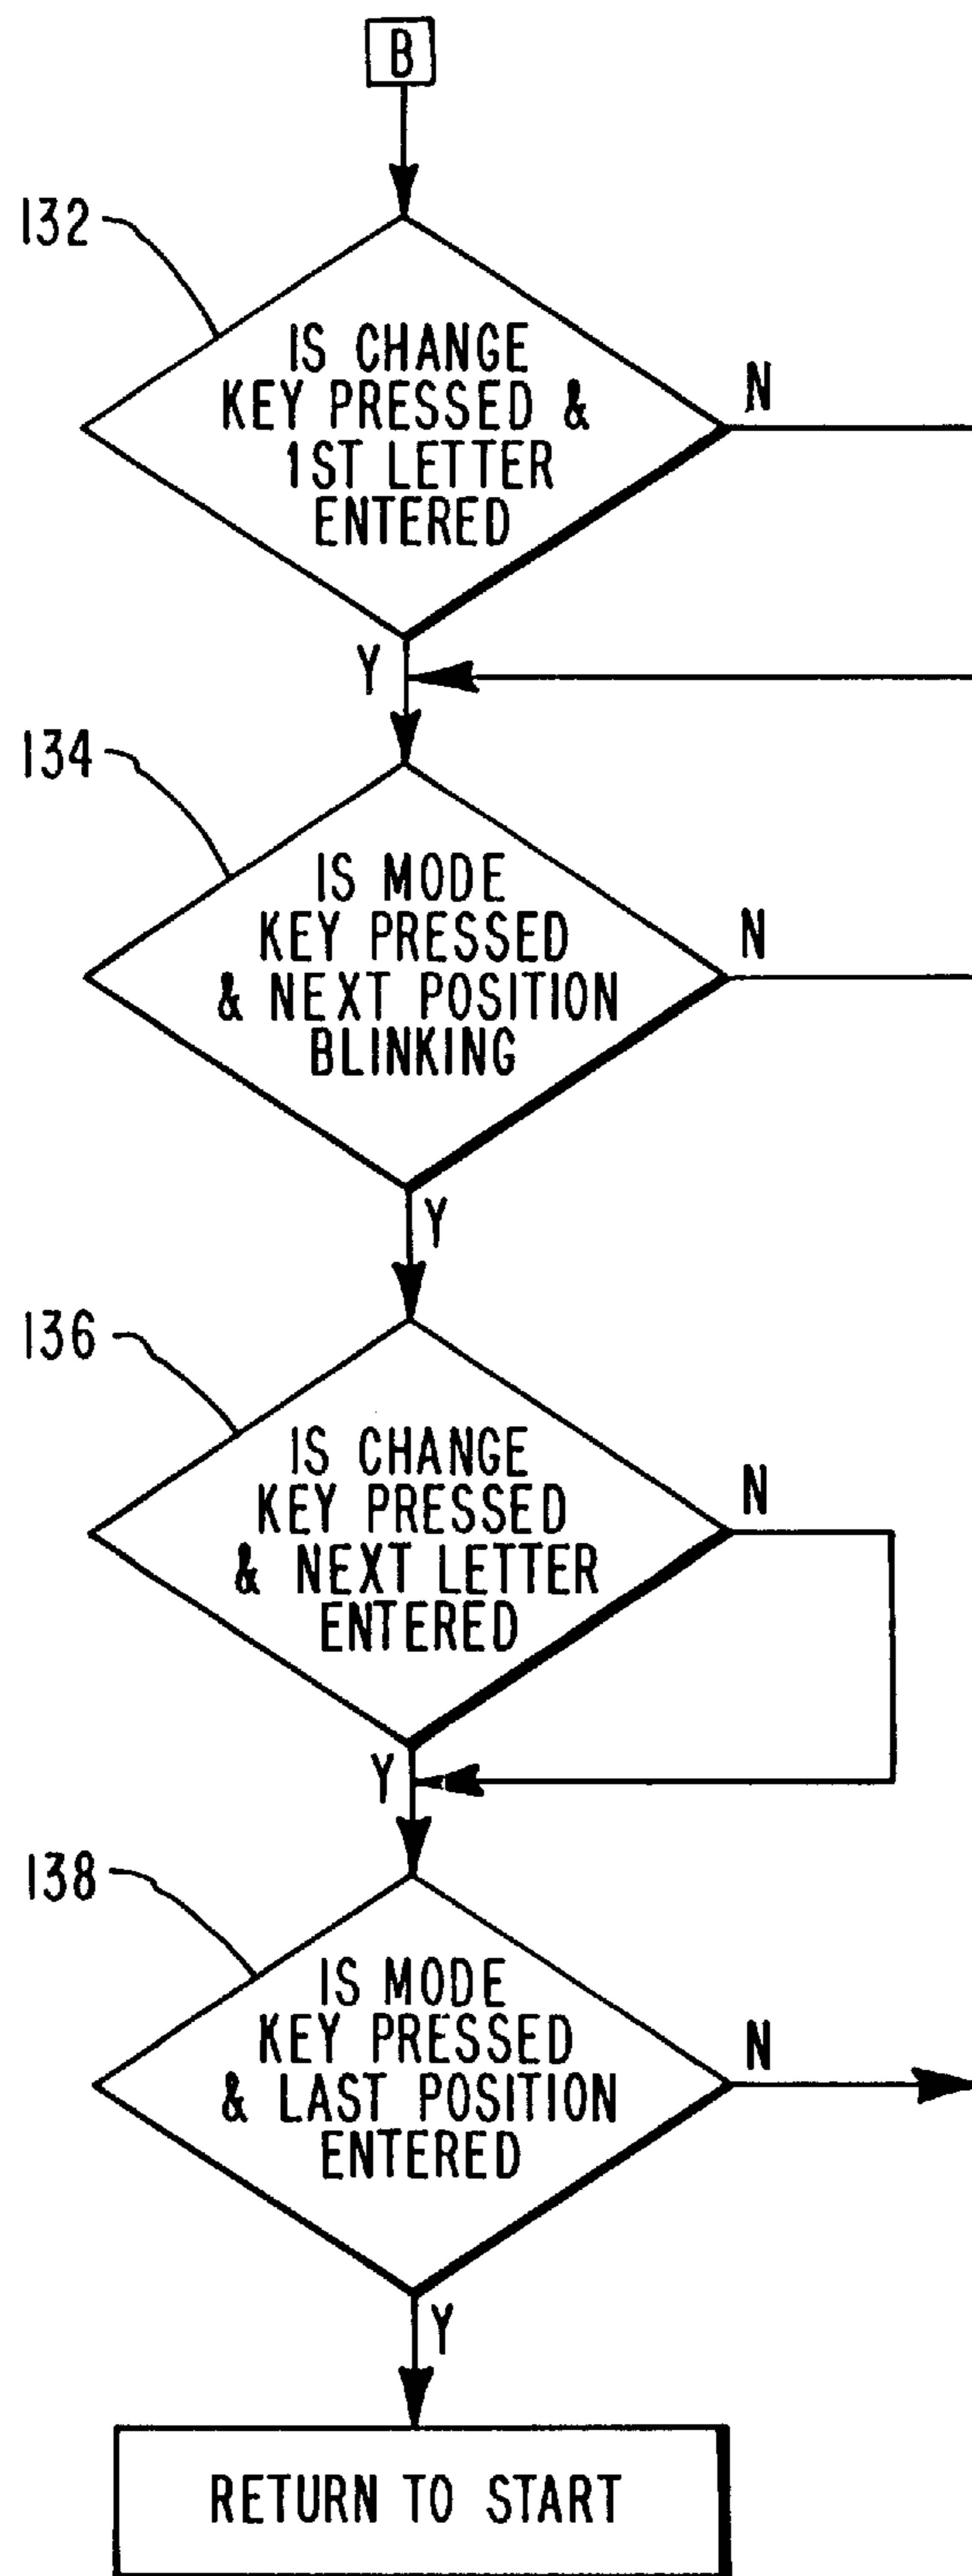 B
132
IS CHANGE
KEY PRESSED &
1ST LETTER
ENTERED
N
Y
134
IS MODE
KEY PRESSED
& NEXT POSITION
BLINKING
N
Y
136
IS CHANGE
KEY PRESSED
& NEXT LETTER
ENTERED
N
Y
138
IS MODE
KEY PRESSED
& LAST POSITION
ENTERED
N
Y
RETURN TO START